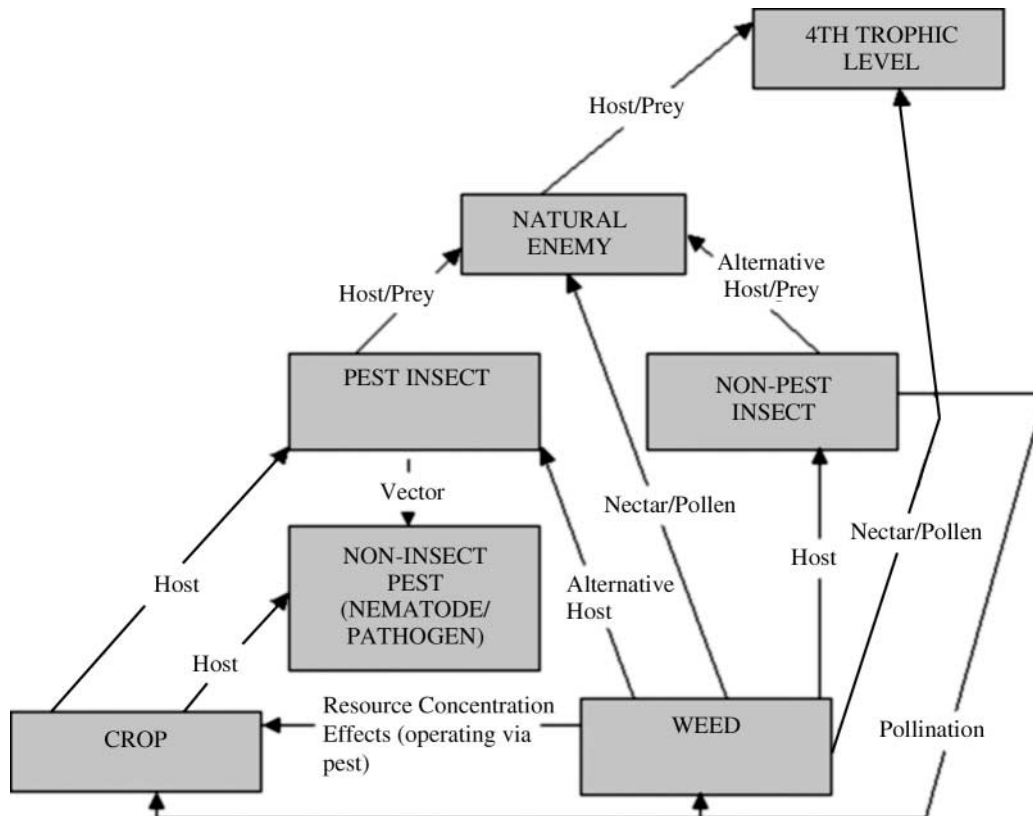 4TH TROPHIC
LEVEL
Host/Prey
NATURAL
ENEMY
Host/Prey
Alternative
Host/Prey
PEST INSECT
NON-PEST
INSECT
Vector
Nectar/Pollen
NON-INSECT
PEST
(NEMATODE/
PATHOGEN)
Host
Alternative
Host
Host
Nectar/Pollen
Host
Resource Concentration
Effects (operating via
pest)
CROP
WEED
Pollination